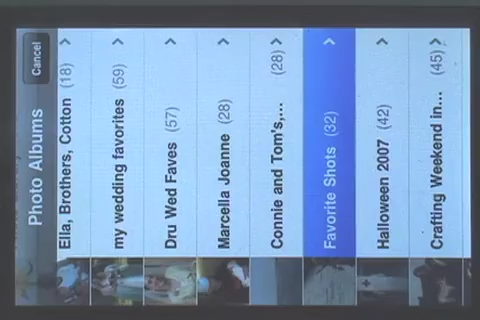 Photo Albums
Cancel
Ella, Brothers, Cotton (18)
my wedding favorites (59)
Dru Wed Faves (57)
Marcella Joanne (28)
Connie and Tom's,... (28)
Favorite Shots (32)
Halloween 2007 (42)
Crafting Weekend in... (45)